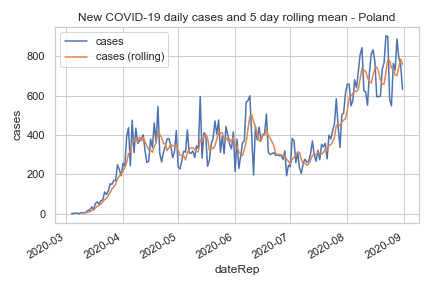 New COVID-19 daily cases and 5 day rolling mean - Poland
cases
cases (rolling)
800
600
400
200
0
cases
2020-03
2020-04
2020-05
2020-06
2020-07
2020-08
2020-09
dateRep